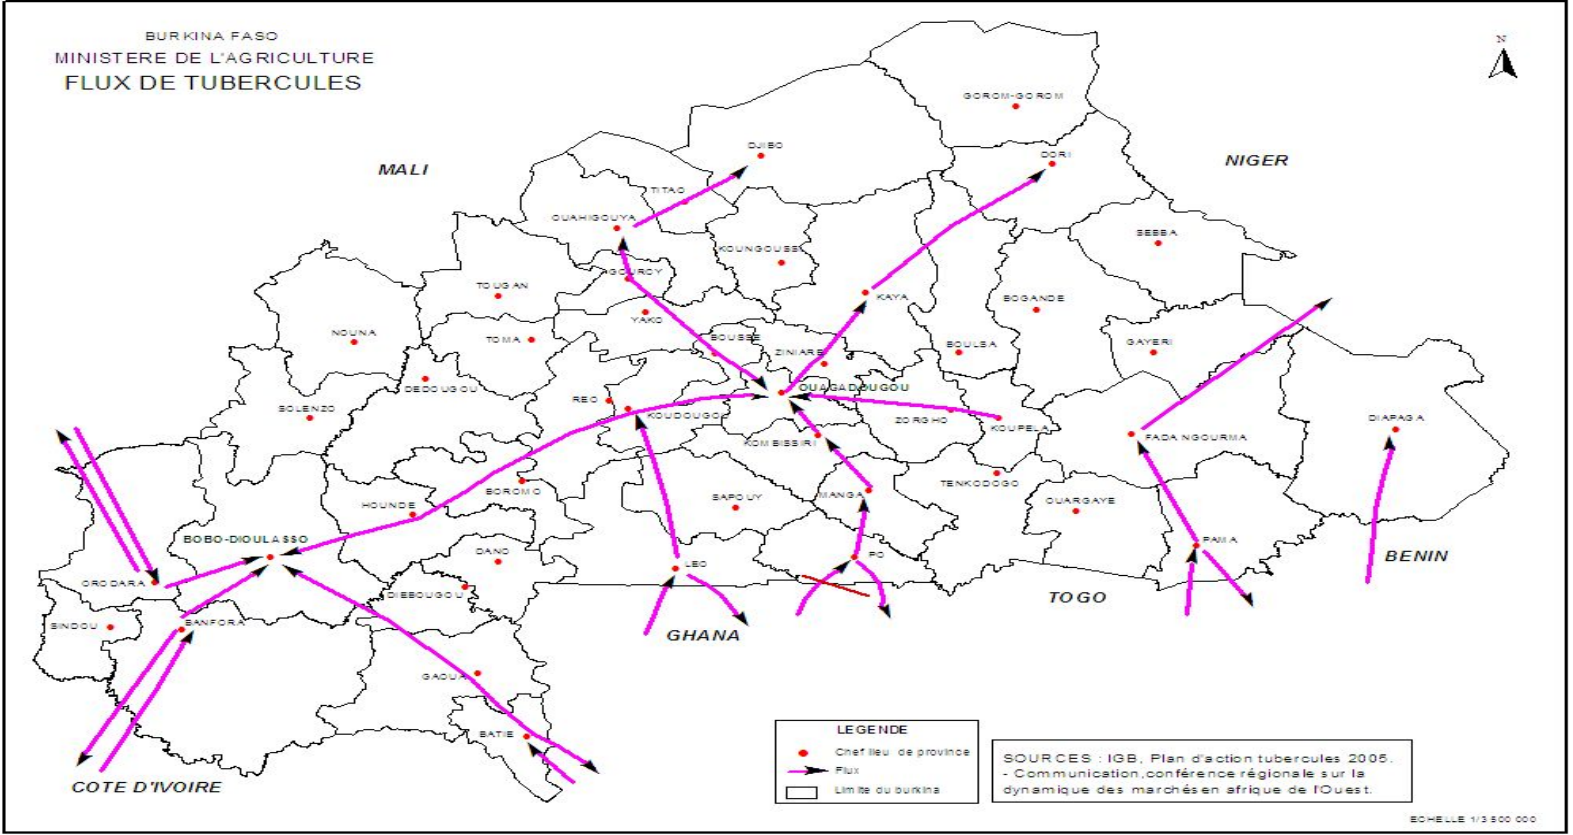 BURKINA FASO
MINISTERE DE L'AGRICULTURE
FLUX DE TUBERCULES
N
GOROM-GOROM
DJIBO
DORI
NIGER
MALI
TITAO
OUAHIGOUYA
SEBBA
KOUNGOUSSI
GOURCY
TOUGAN
KAYA
BOGANDE
YAKO
NOUNA
TOMA
BOUSSE
ZINIARE
BOULSA
GAYERI
DEDOUGOU
OUAGADOUGOU
REO
SOLENZO
KOUDOUGOU
ZORGHO
KOUPELA
DIAPAGA
KOMBISSIRI
FADA NGOURMA
TENKODOGO
BOROMO
SAPOUY
MANGA
OUARGAYE
HOUNDE
BOBO-DIOULASSO
PAMA
DANO
PO
BENIN
LEO
ORODARA
DIEBOUGOU
TOGO
SINDOU
BANFORA
GHANA
GAOUA
BATIE
COTE D'IVOIRE
LEGENDE
Chef lieu de province
Flux
Limite du burkina
SOURCES : IGB, Plan d'action tubercules 2005.
- Communication,conférence régionale sur la
dynamique des marchés en afrique de l'Ouest.
ECHELLE 1/3 500 000